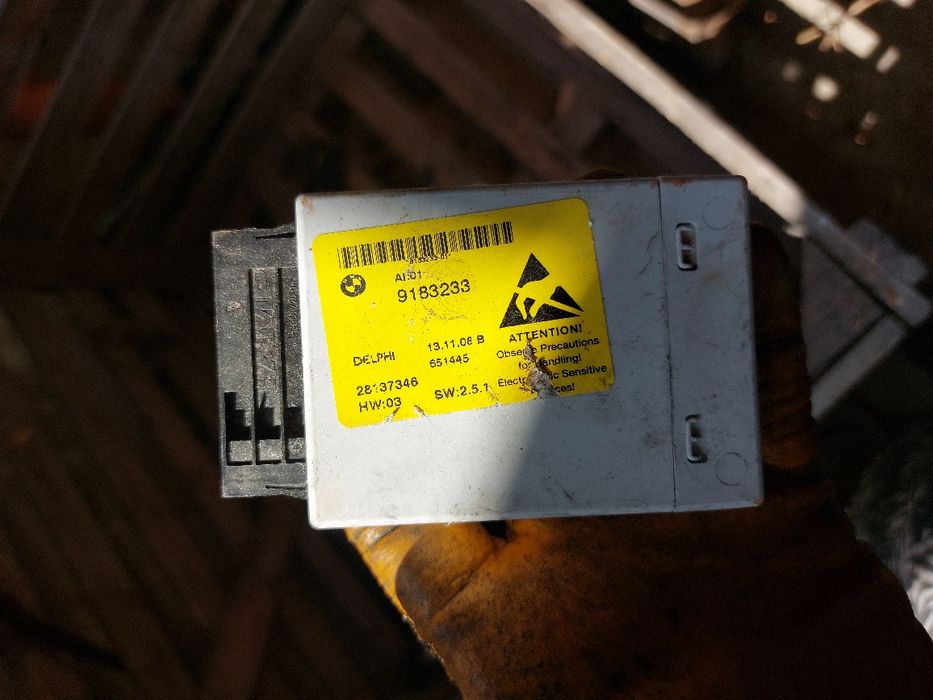 AI:01
9183233
DELPHI
13.11.08 B
651445
28137346
HW:03
SW:2.5.1
ATTENTION!
Observe Precautions
for Handling!
Sensitive